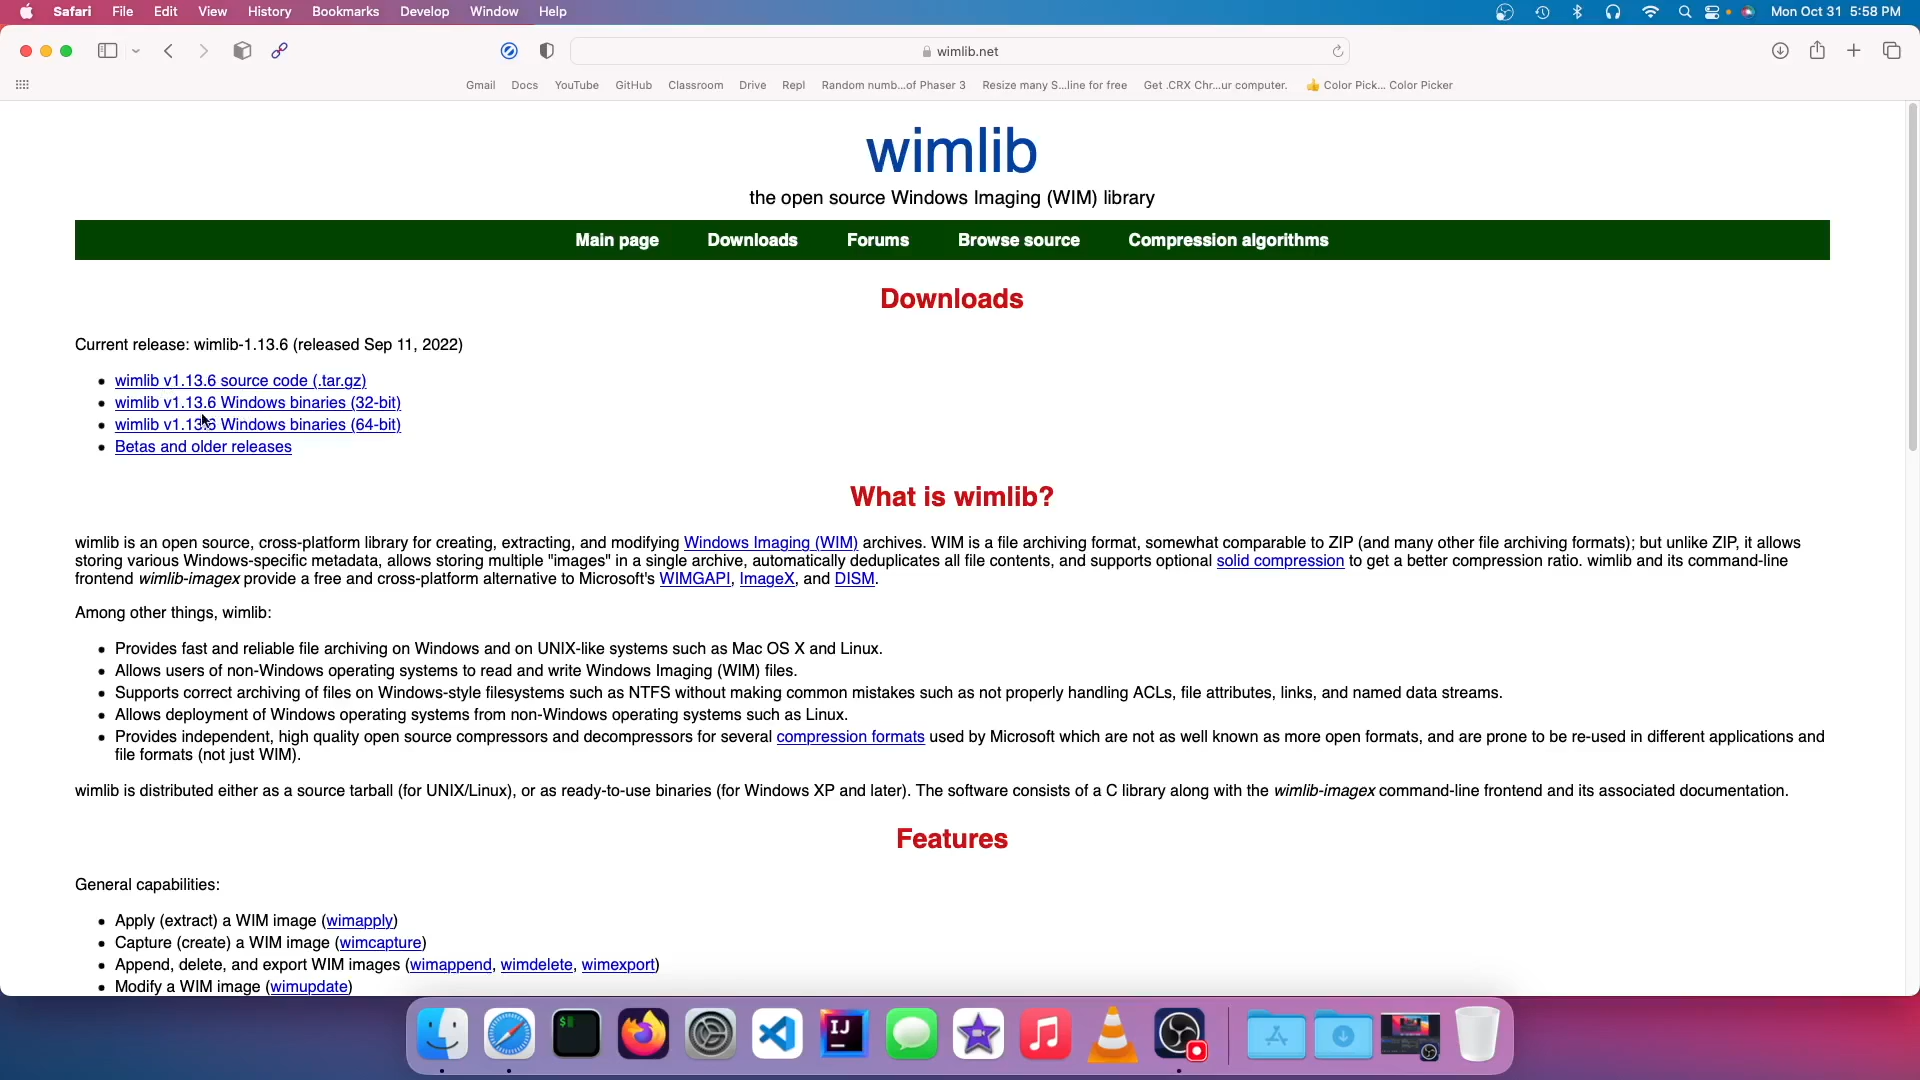 Safari File Edit View History Bookmarks Develop Window Help Mon Oct 31 5:58 PM
wimlib.net
Gmail Docs YouTube GitHub Classroom Drive Repl Random numb...of Phaser 3 Resize many S...line for free Get .CRX Chr...ur computer. 👍 Color Pick... Color Picker
wimlib
the open source Windows Imaging (WIM) library
Main page Downloads Forums Browse source Compression algorithms
Downloads
Current release: wimlib-1.13.6 (released Sep 11, 2022)
• wimlib v1.13.6 source code (.tar.gz)
• wimlib v1.13.6 Windows binaries (32-bit)
• wimlib v1.13.6 Windows binaries (64-bit)
• Betas and older releases
What is wimlib?
wimlib is an open source, cross-platform library for creating, extracting, and modifying Windows Imaging (WIM) archives. WIM is a file archiving format, somewhat comparable to ZIP (and many other file archiving formats); but unlike ZIP, it allows
storing various Windows-specific metadata, allows storing multiple "images" in a single archive, automatically deduplicates all file contents, and supports optional solid compression to get a better compression ratio. wimlib and its command-line
frontend wimlib-imagex provide a free and cross-platform alternative to Microsoft's WIMGAPI, ImageX, and DISM.
Among other things, wimlib:
• Provides fast and reliable file archiving on Windows and on UNIX-like systems such as Mac OS X and Linux.
• Allows users of non-Windows operating systems to read and write Windows Imaging (WIM) files.
• Supports correct archiving of files on Windows-style filesystems such as NTFS without making common mistakes such as not properly handling ACLs, file attributes, links, and named data streams.
• Allows deployment of Windows operating systems from non-Windows operating systems such as Linux.
• Provides independent, high quality open source compressors and decompressors for several compression formats used by Microsoft which are not as well known as more open formats, and are prone to be re-used in different applications and
file formats (not just WIM).
wimlib is distributed either as a source tarball (for UNIX/Linux), or as ready-to-use binaries (for Windows XP and later). The software consists of a C library along with the wimlib-imagex command-line frontend and its associated documentation.
Features
General capabilities:
• Apply (extract) a WIM image (wimapply)
• Capture (create) a WIM image (wimcapture)
• Append, delete, and export WIM images (wimappend, wimdelete, wimexport)
• Modify a WIM image (wimupdate)
$
IJ